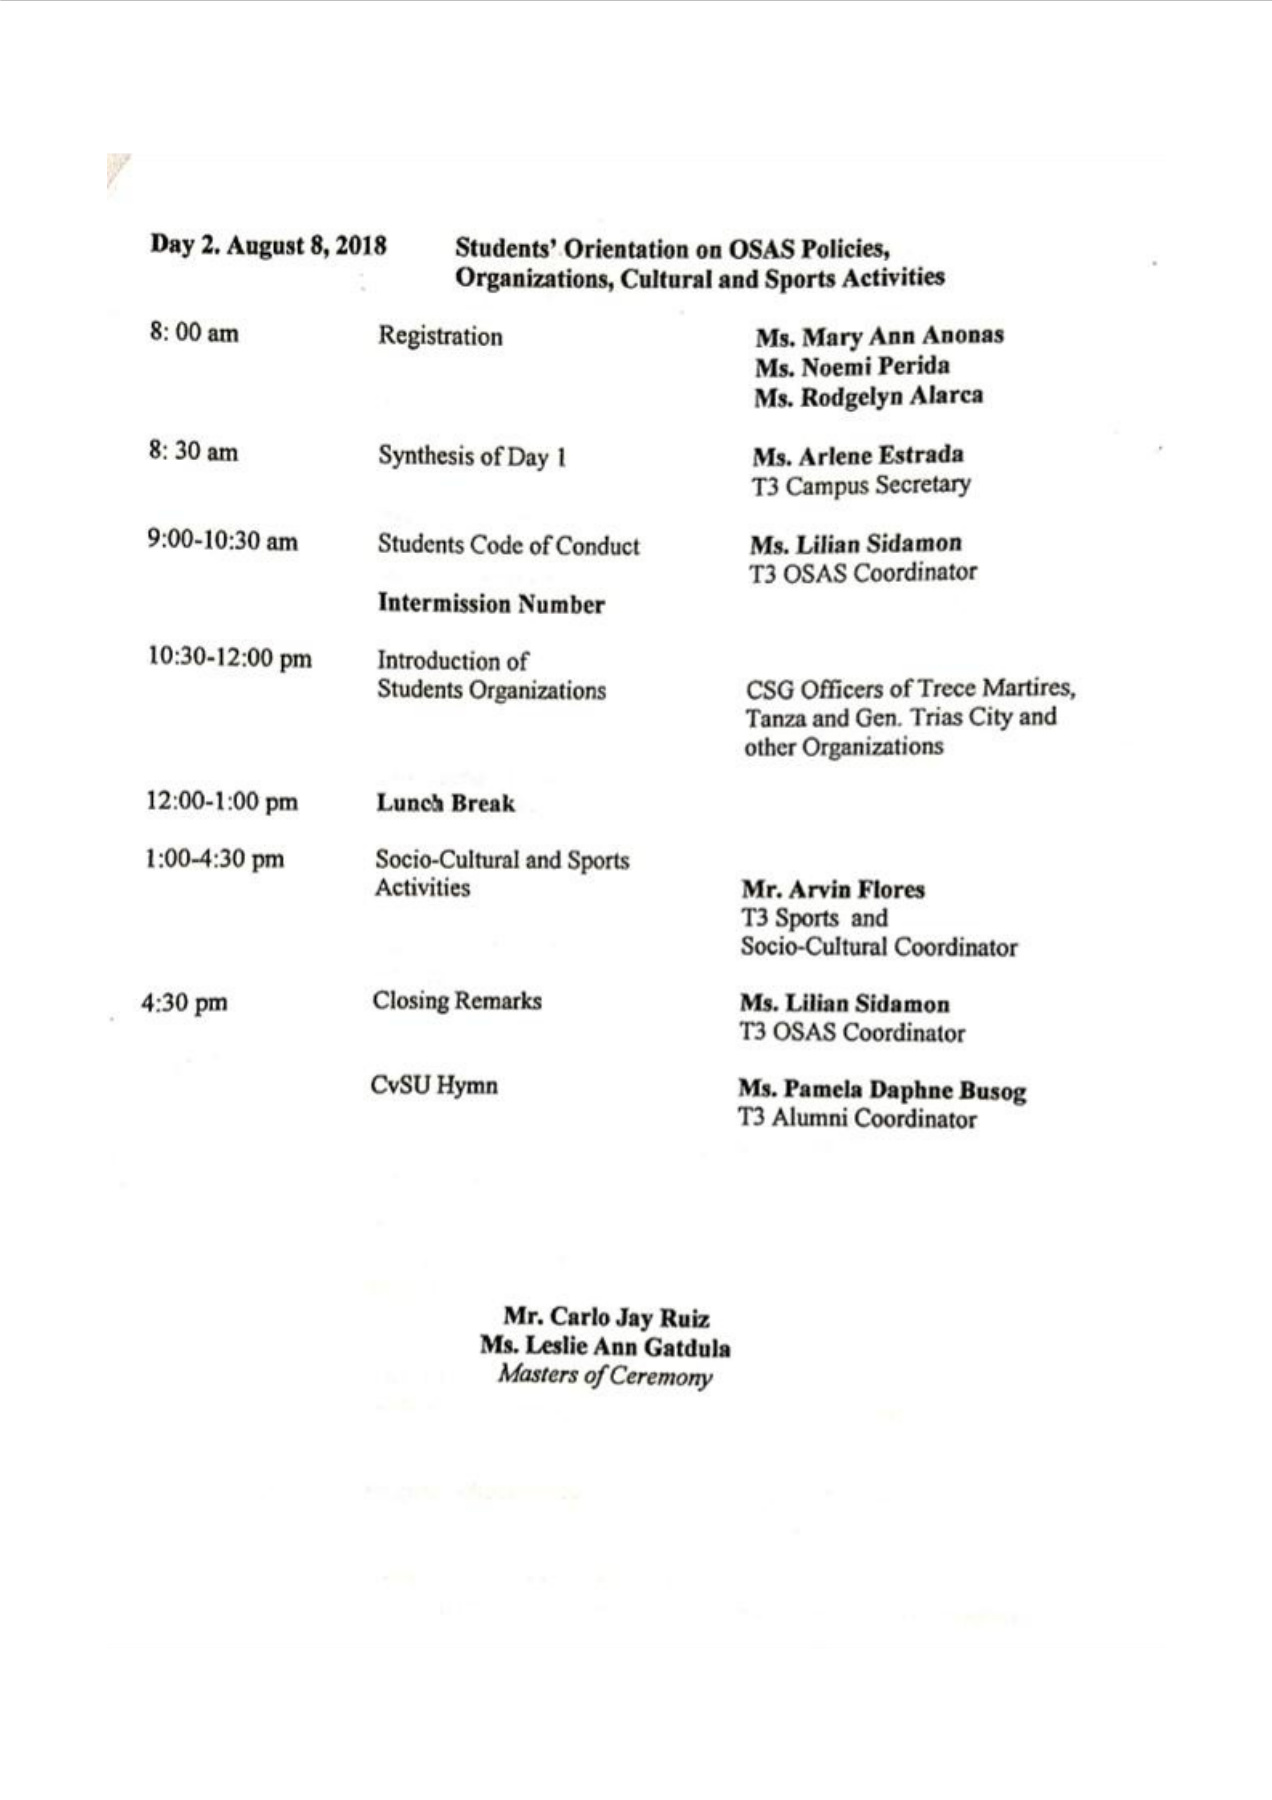 Day 2. August 8, 2018 Students' Orientation on OSAS Policies,
Organizations, Cultural and Sports Activities
8: 00 am Registration Ms. Mary Ann Anonas
Ms. Noemi Perida
Ms. Rodgelyn Alarca
8: 30 am Synthesis of Day 1 Ms. Arlene Estrada
T3 Campus Secretary
9:00-10:30 am Students Code of Conduct Ms. Lilian Sidamon
T3 OSAS Coordinator
Intermission Number
10:30-12:00 pm Introduction of
Students Organizations CSG Officers of Trece Martires,
Tanza and Gen. Trias City and
other Organizations
12:00-1:00 pm Lunch Break
1:00-4:30 pm Socio-Cultural and Sports
Activities Mr. Arvin Flores
T3 Sports and
Socio-Cultural Coordinator
4:30 pm Closing Remarks Ms. Lilian Sidamon
T3 OSAS Coordinator
CvSU Hymn Ms. Pamela Daphne Busog
T3 Alumni Coordinator
Mr. Carlo Jay Ruiz
Ms. Leslie Ann Gatdula
Masters of Ceremony